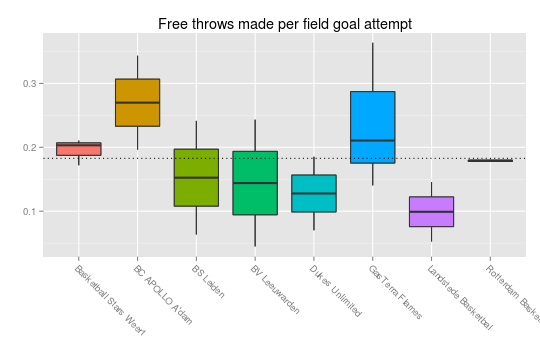 Free throws made per field goal attempt
0.3
0.2
0.1
Basketball Stars Weert
BC APOLLO A'dam
BS Leiden
BV Leeuwarden
Dukes Unlimited
GasTerra Flames
Landstede Basketbal
Rotterdam Baske